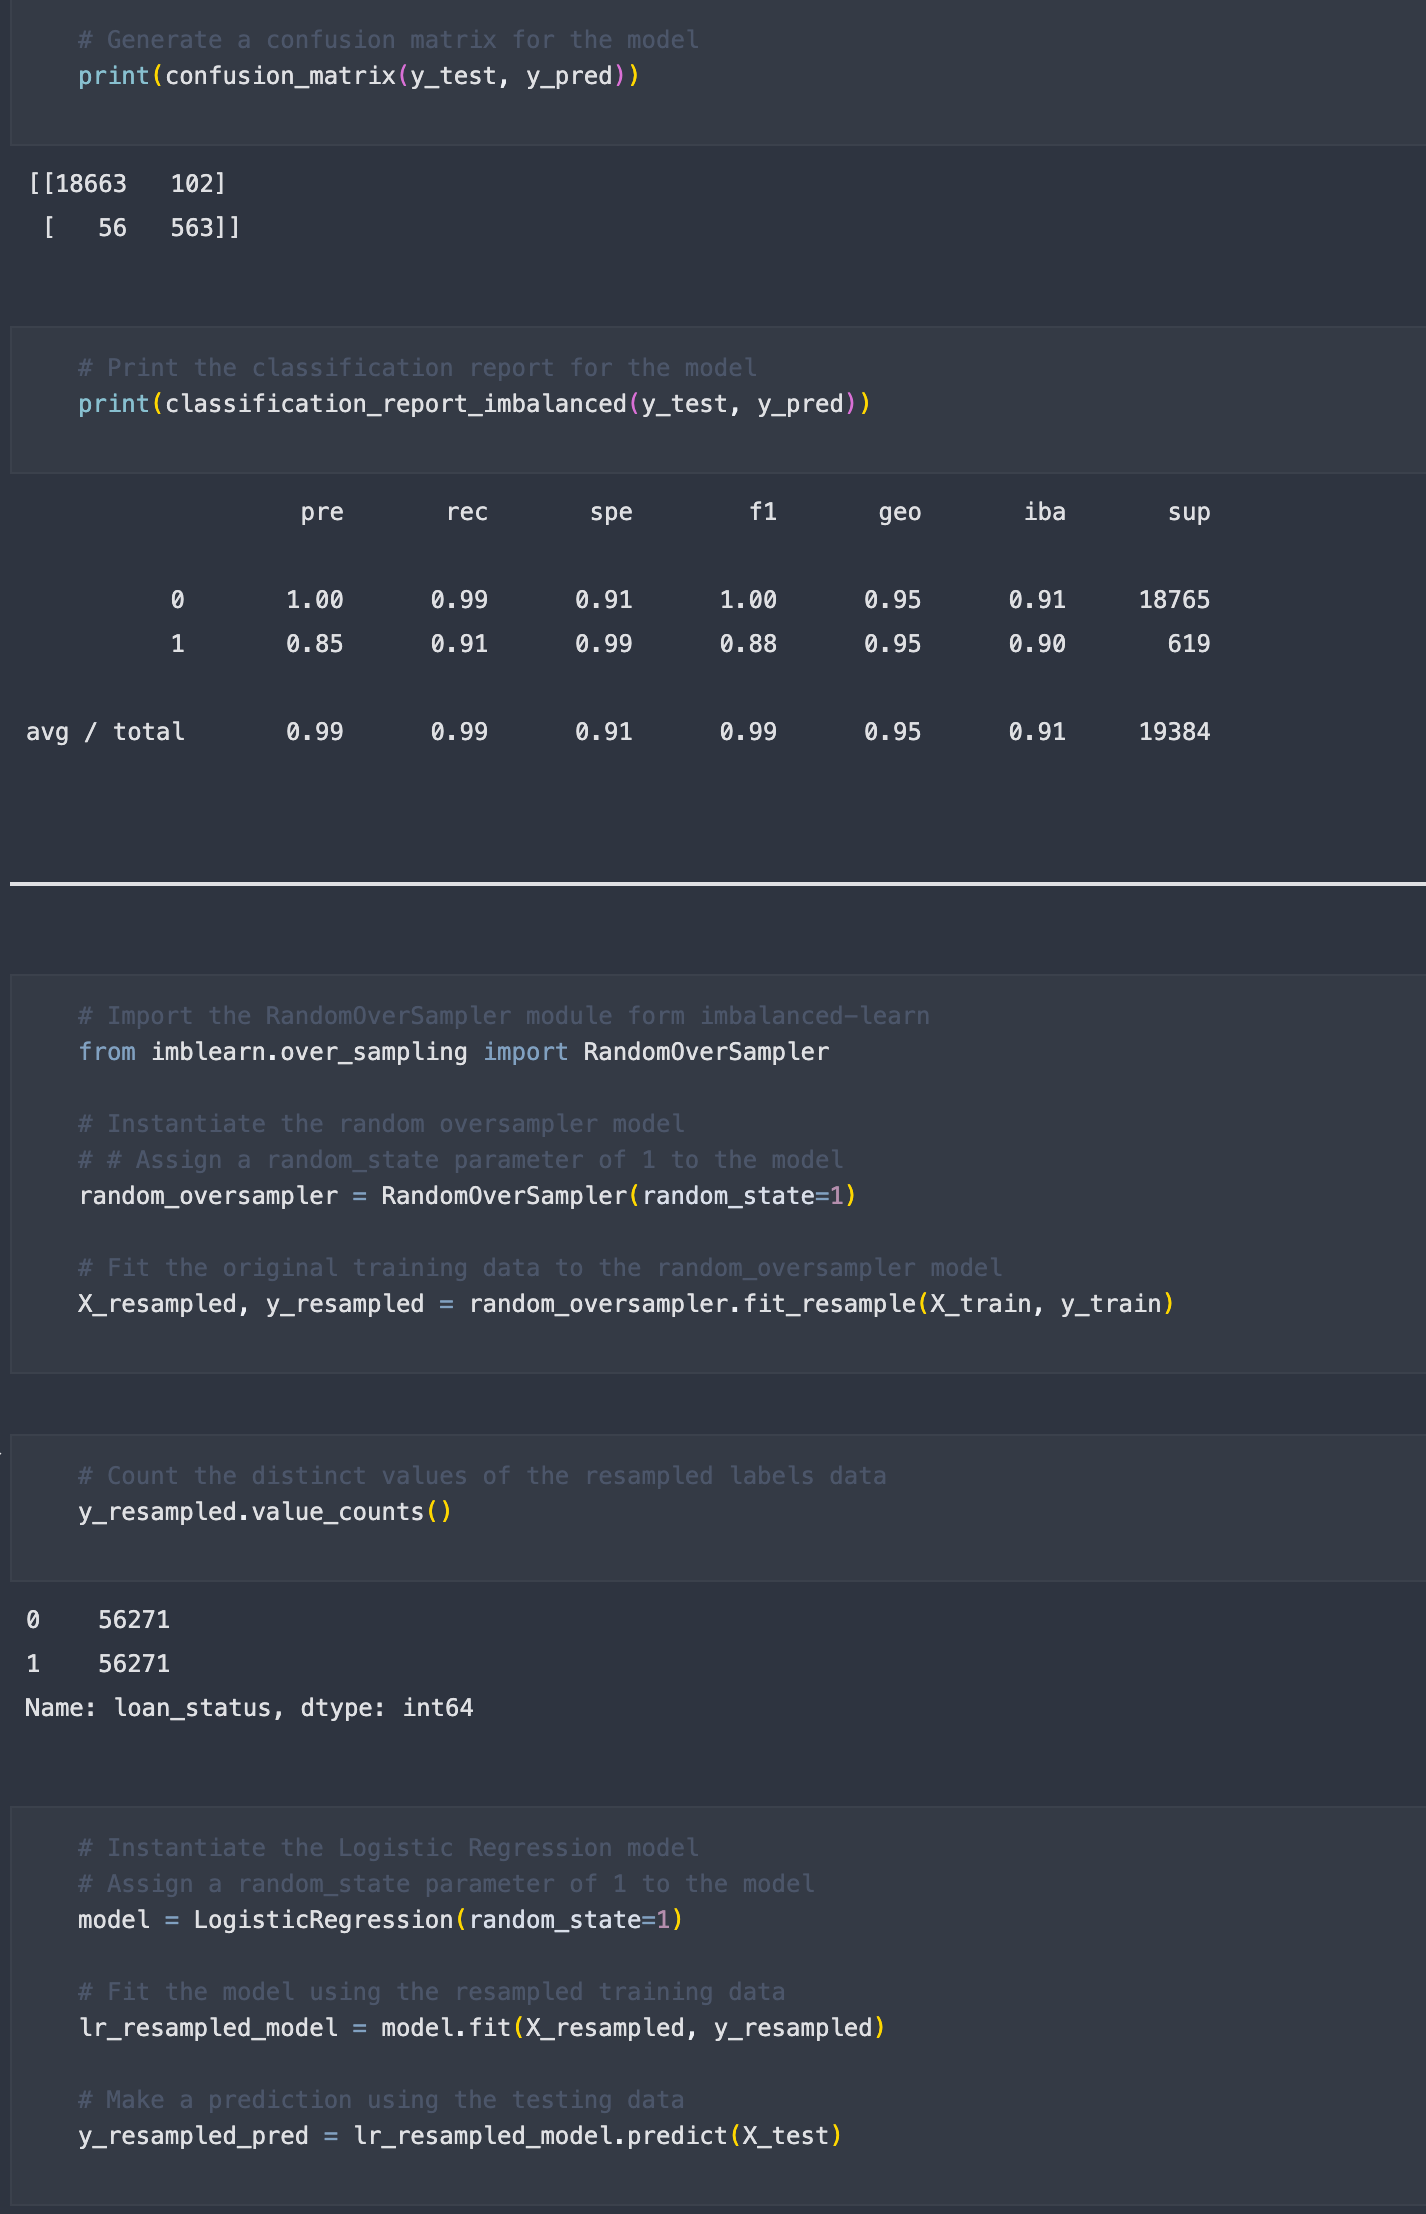 # Generate a confusion matrix for the model
print(confusion_matrix(y_test, y_pred))
[[18663   102]
 [   56   563]]
# Print the classification report for the model
print(classification_report_imbalanced(y_test, y_pred))
                   pre       rec       spe        f1       geo       iba       sup
          0       1.00      0.99      0.91      1.00      0.95      0.91     18765
          1       0.85      0.91      0.99      0.88      0.95      0.90       619
avg / total       0.99      0.99      0.91      0.99      0.95      0.91     19384
# Import the RandomOverSampler module form imbalanced-learn
from imblearn.over_sampling import RandomOverSampler
# Instantiate the random oversampler model
# # Assign a random_state parameter of 1 to the model
random_oversampler = RandomOverSampler(random_state=1)
# Fit the original training data to the random_oversampler model
X_resampled, y_resampled = random_oversampler.fit_resample(X_train, y_train)
# Count the distinct values of the resampled labels data
y_resampled.value_counts()
0    56271
1    56271
Name: loan_status, dtype: int64
# Instantiate the Logistic Regression model
# Assign a random_state parameter of 1 to the model
model = LogisticRegression(random_state=1)
# Fit the model using the resampled training data
lr_resampled_model = model.fit(X_resampled, y_resampled)
# Make a prediction using the testing data
y_resampled_pred = lr_resampled_model.predict(X_test)